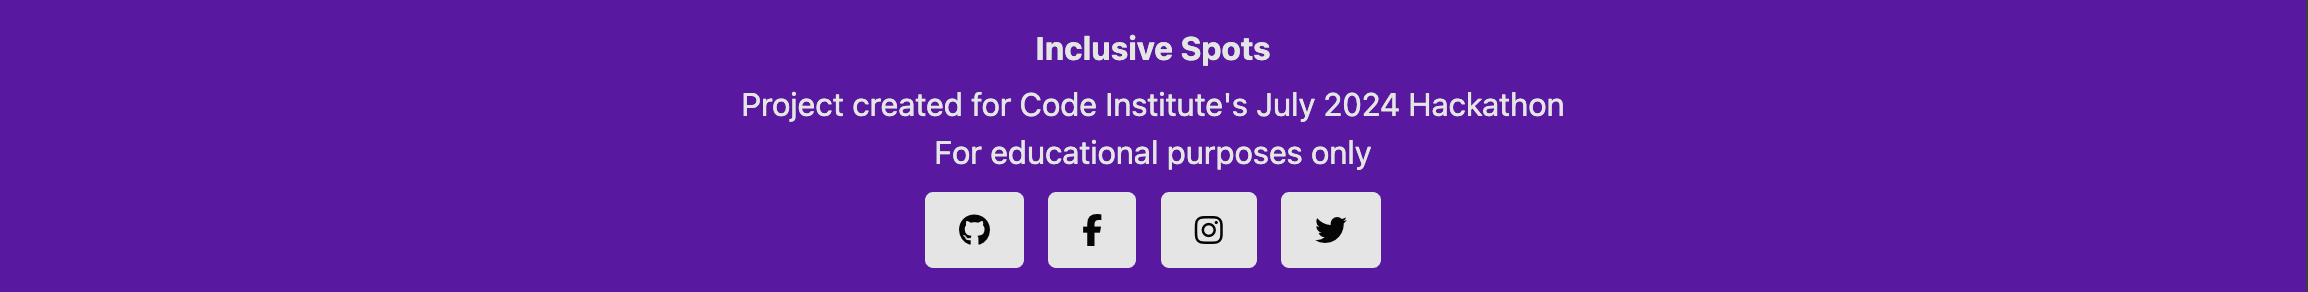 Inclusive Spots
Project created for Code Institute's July 2024 Hackathon
For educational purposes only